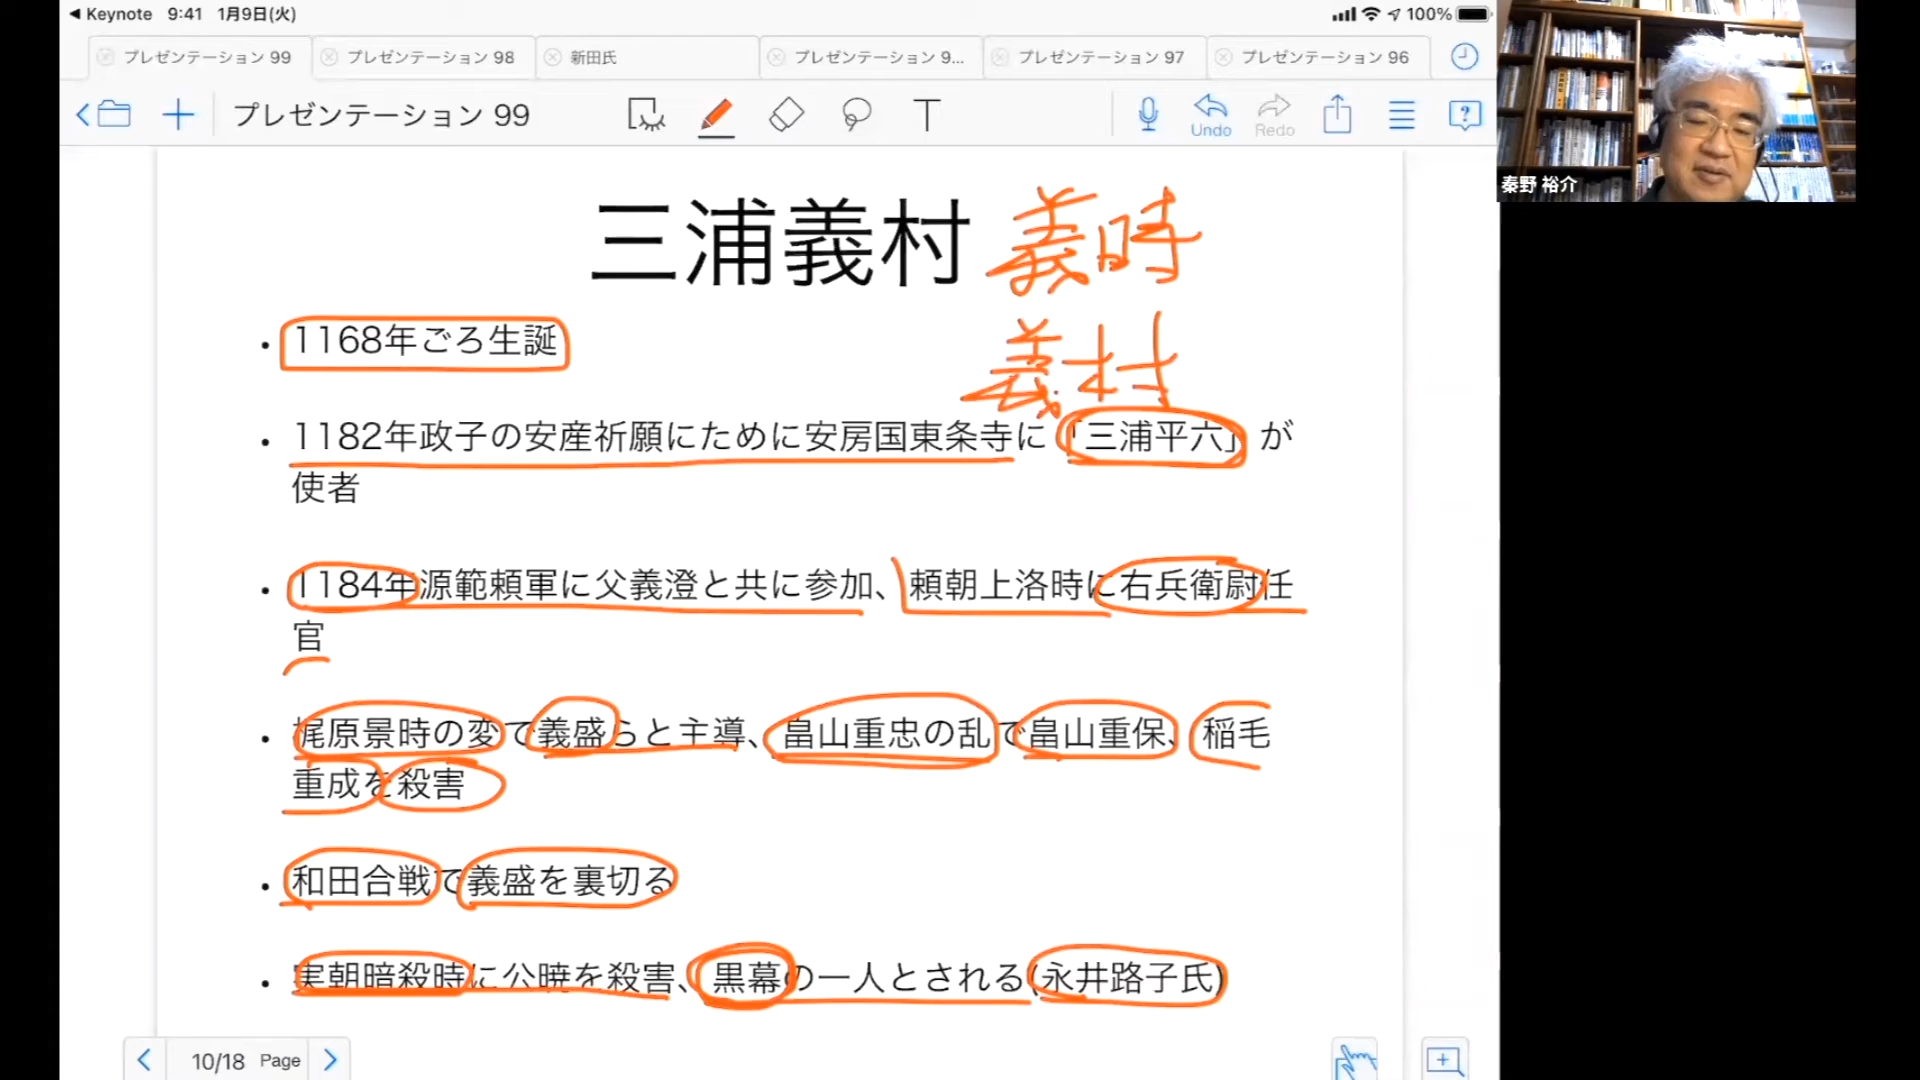 Keynote 9:41 1月9日(火) 100%
プレゼンテーション 99 プレゼンテーション 98 新田氏 プレゼンテーション 9... プレゼンテーション 97 プレゼンテーション 96
プレゼンテーション 99 T Undo Redo
秦野 裕介
三浦義村 義時
義村
• 1168年ごろ生誕
• 1182年政子の安産祈願にために安房国東条寺に「三浦平六」が
使者
• 1184年源範頼軍に父義澄と共に参加、頼朝上洛時に右兵衛尉任
官
• 梶原景時の変で義盛らと主導、畠山重忠の乱で畠山重保、稲毛
重成を殺害
• 和田合戦で義盛を裏切る
• 実朝暗殺時に公暁を殺害、黒幕の一人とされる(永井路子氏)
10/18 Page